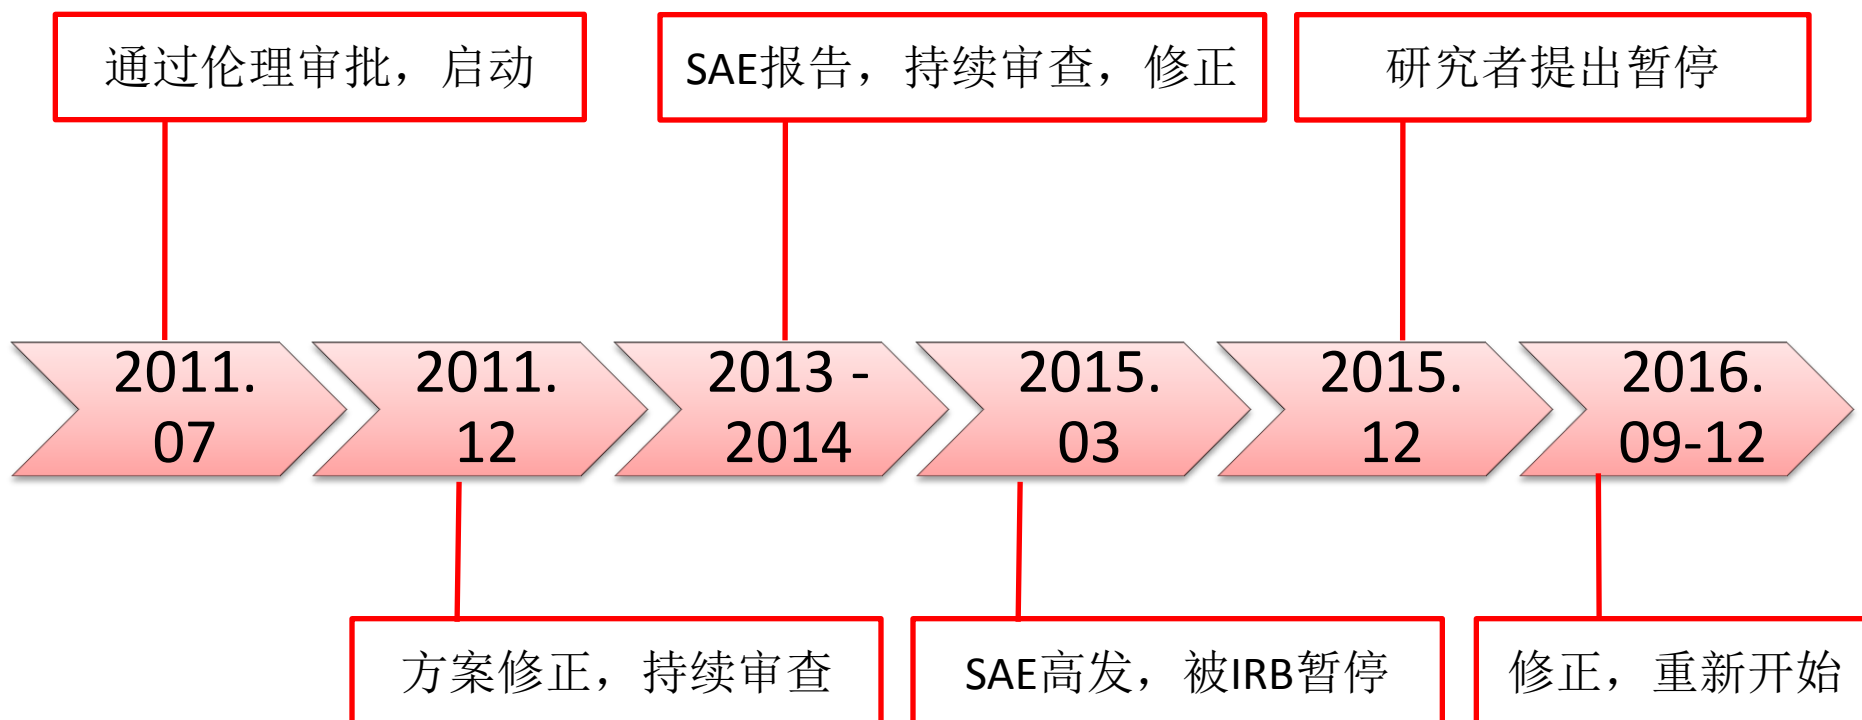 通过伦理审批，启动
SAE报告，持续审查，修正
研究者提出暂停
2011.
07
2011.
12
2013 -
2014
2015.
03
2015.
12
2016.
09-12
方案修正，持续审查
SAE高发，被IRB暂停
修正，重新开始